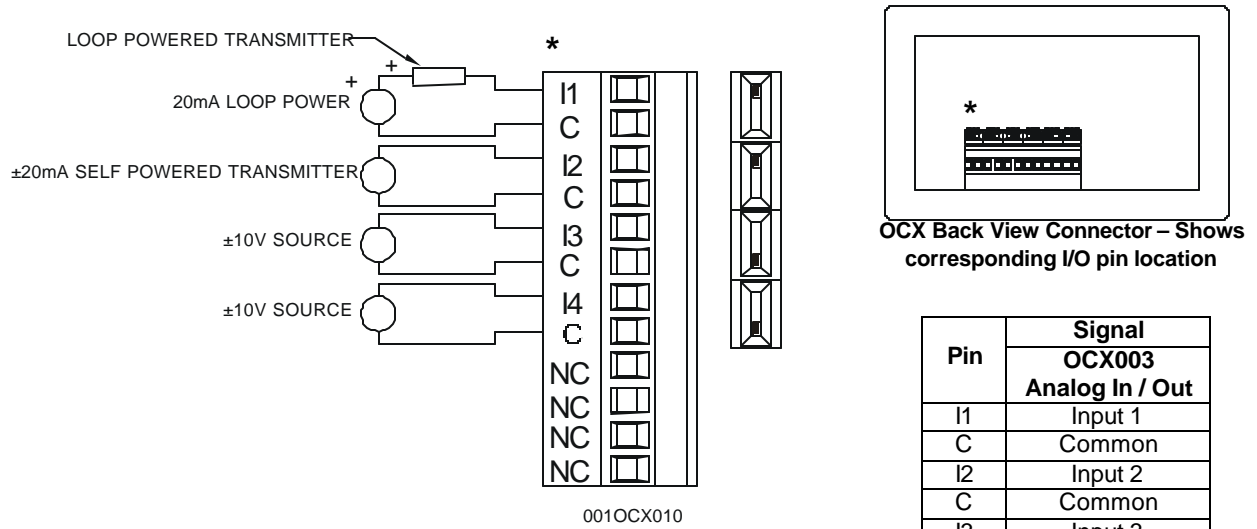 LOOP POWERED TRANSMITTER
*
+
+
20mA LOOP POWER
±20mA SELF POWERED TRANSMITTER
±10V SOURCE
±10V SOURCE
I1
C
I2
C
I3
C
I4
C
NC
NC
NC
NC
001OCX010
*
OCX Back View Connector – Shows
corresponding I/O pin location
Pin Signal
OCX003
Analog In / Out
I1 Input 1
C Common
I2 Input 2
C Common